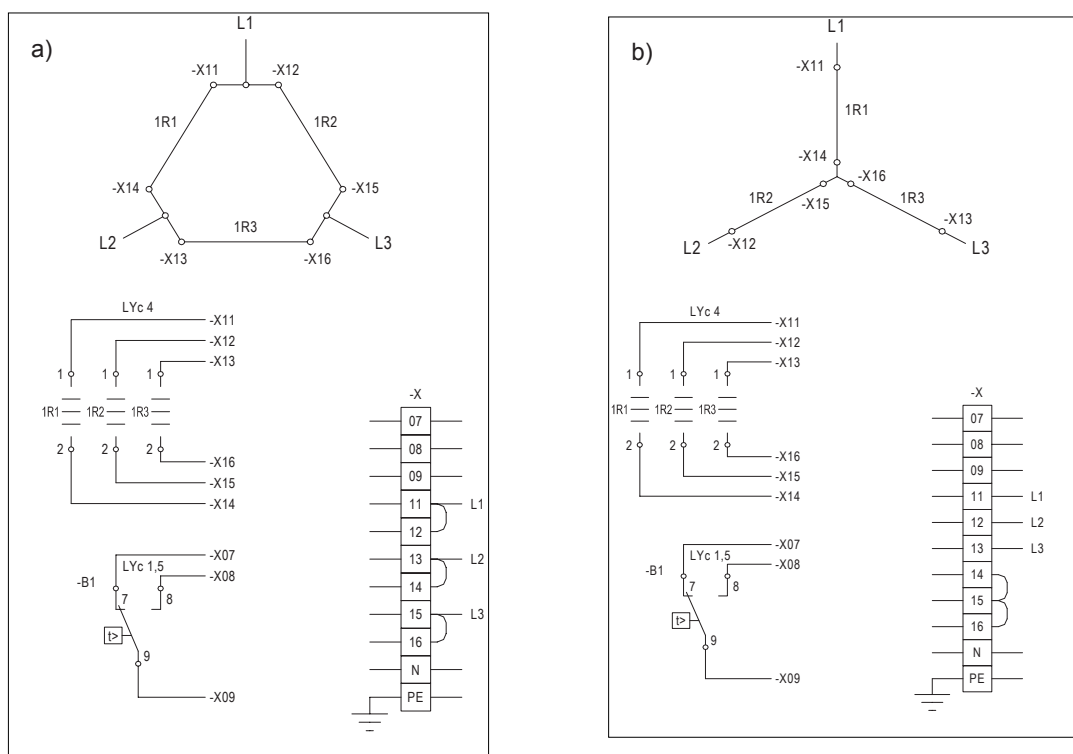 a)
L1
-X11
-X12
1R1
1R2
-X14
-X15
L2
1R3
L3
-X13
-X16
LYc 4
-X11
-X12
-X13
1 1 1
1R1 1R2 1R3
2 2 2
-X16
-X15
-X14
-X07
LYc 1,5
-X08
-B1
7
8
t>
9
-X09
-X
07
08
09
11 L1
12
13 L2
14
15 L3
16
N
PE
b)
L1
-X11
1R1
-X14
-X16
1R2
-X15
1R3
-X13
L2
-X12
L3
LYc 4
-X11
-X12
-X13
1 1 1
1R1 1R2 1R3
2 2 2
-X16
-X15
-X14
-X07
LYc 1,5
-X08
-B1
7
8
t>
9
-X09
-X
07
08
09
11 L1
12 L2
13 L3
14
15
16
N
PE